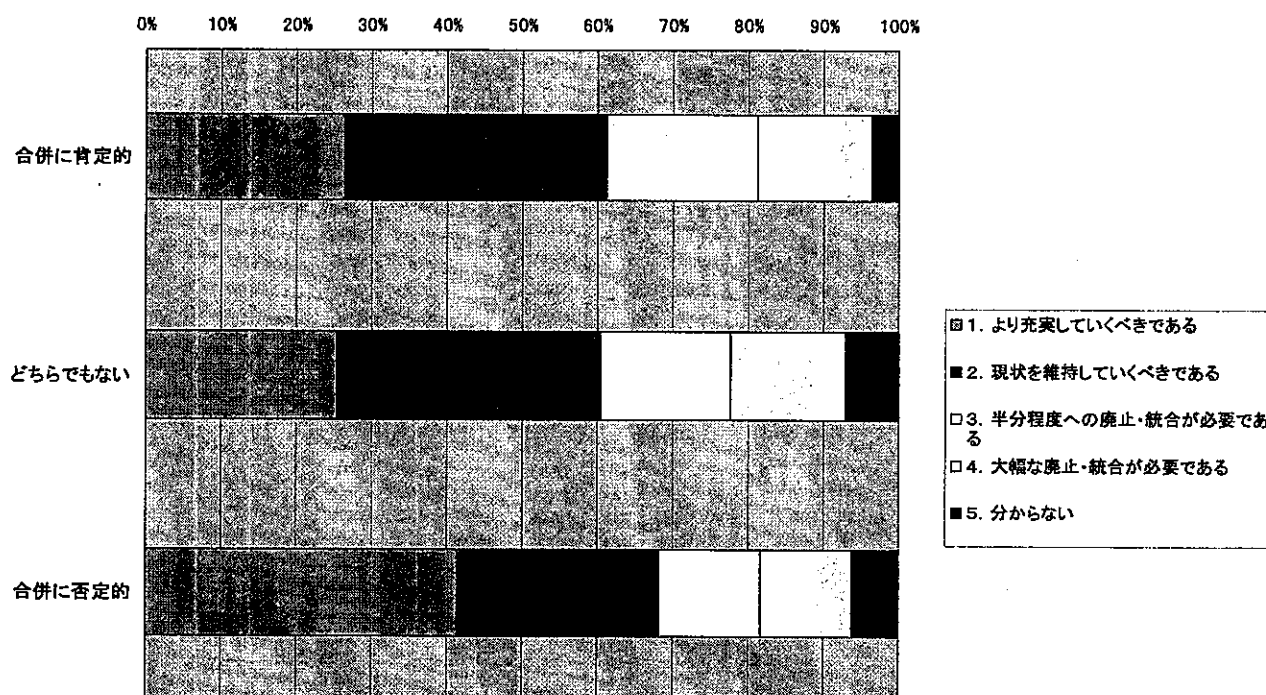 0% 10% 20% 30% 40% 50% 60% 70% 80% 90% 100%
合併に肯定的
どちらでもない
合併に否定的
1. より充実していくべきである
2. 現状を維持していくべきである
3. 半分程度への廃止・統合が必要であ
る
4. 大幅な廃止・統合が必要である
5. 分からない